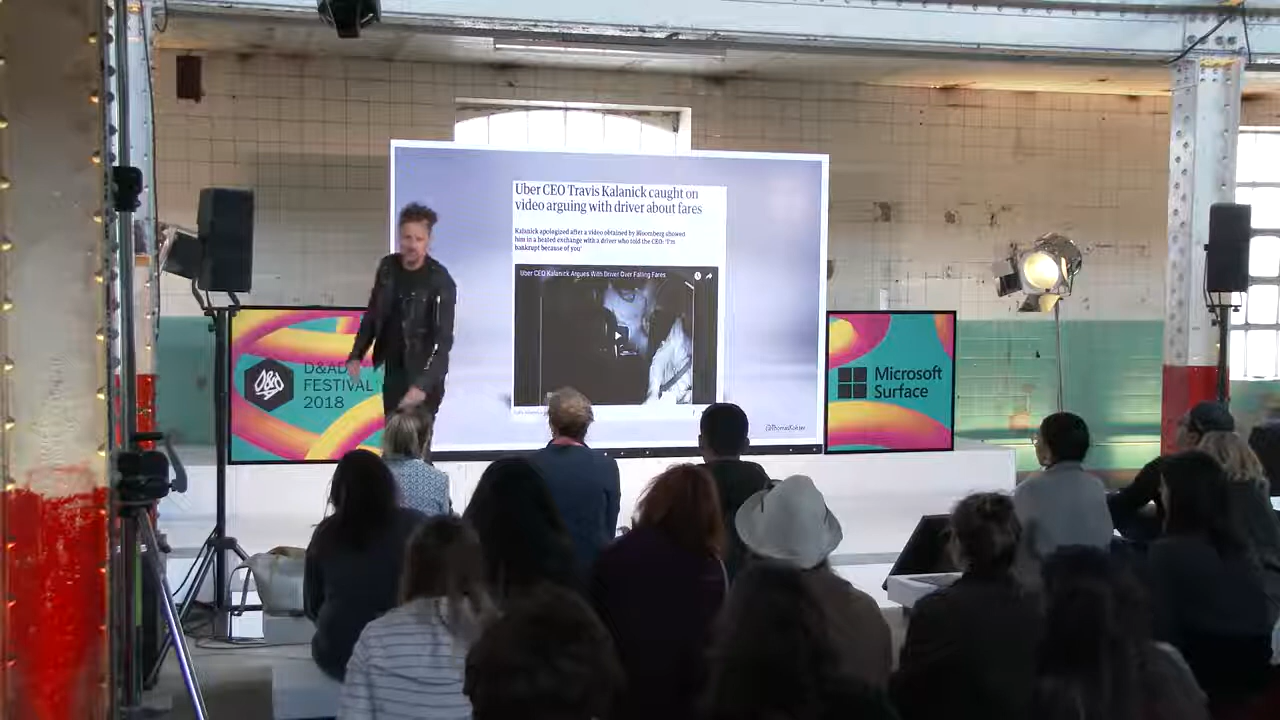 Uber CEO Travis Kalanick caught on
video arguing with driver about fares
Kalanick apologized after a video obtained by Bloomberg showed
him in a heated exchange with a driver who told the CEO: 'I'm
bankrupt because of you'
Uber CEO Kalanick Argues With Driver Over Falling Fares
D&AD
FESTIVAL
2018
Microsoft
Surface
@ThomasKolster